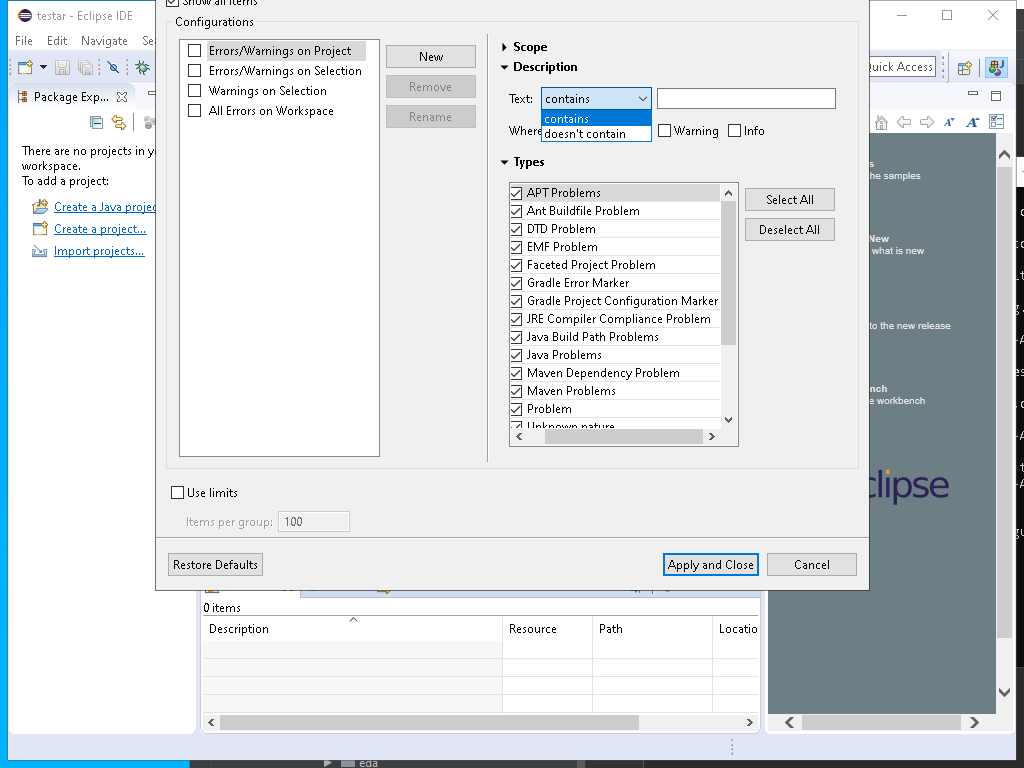 testar - Eclipse IDE
Show all items
File Edit Navigate Se
Configurations
Errors/Warnings on Project
Errors/Warnings on Selection
Warnings on Selection
All Errors on Workspace
New
Remove
Rename
Scope
Description
Text: contains
contains
doesn't contain
Where
Warning
Info
Types
APT Problems
Ant Buildfile Problem
DTD Problem
EMF Problem
Faceted Project Problem
Gradle Error Marker
Gradle Project Configuration Marker
JRE Compiler Compliance Problem
Java Build Path Problems
Java Problems
Maven Dependency Problem
Maven Problems
Problem
Unknown nature
Select All
Deselect All
Use limits
Items per group: 100
Restore Defaults
Apply and Close
Cancel
Quick Access
Package Exp...
There are no projects in yo
workspace.
To add a project:
Create a Java projec
Create a project...
Import projects...
s
he samples
New
what is new
to the new release
nch
e workbench
clipse
0 items
Description Resource Path Locatio
eda